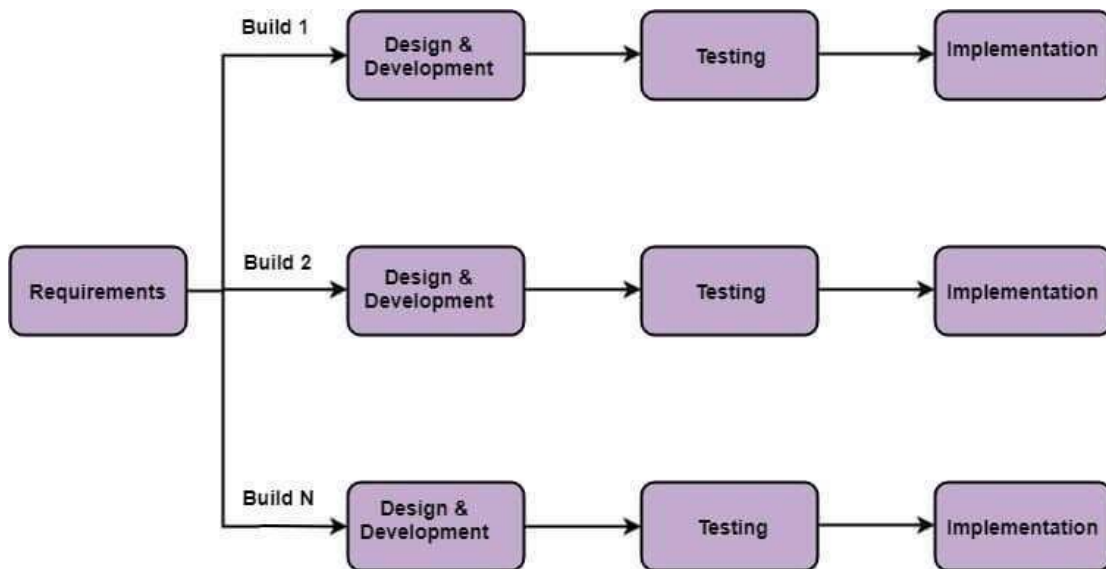 Build 1
Design &
Development
Testing
Implementation
Requirements
Build 2
Design &
Development
Testing
Implementation
Build N
Design &
Development
Testing
Implementation